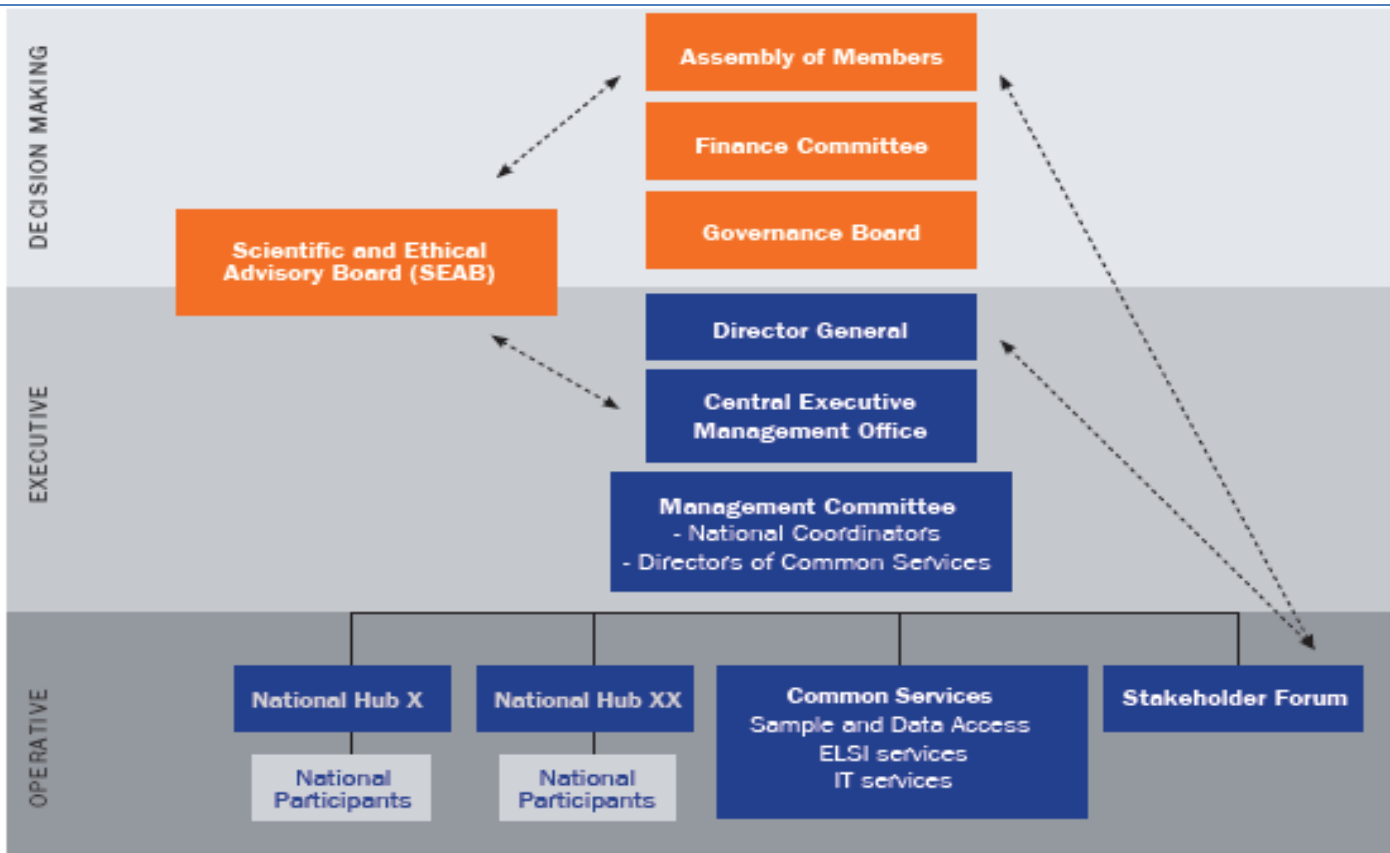 DECISION MAKING
Assembly of Members
Finance Committee
Governance Board
Scientific and Ethical
Advisory Board (SEAB)
EXECUTIVE
Director General
Central Executive
Management Office
Management Committee
- National Coordinators
- Directors of Common Services
OPERATIVE
National Hub X
National Participants
National Hub XX
National Participants
Common Services
Sample and Data Access
ELSI services
IT services
Stakeholder Forum